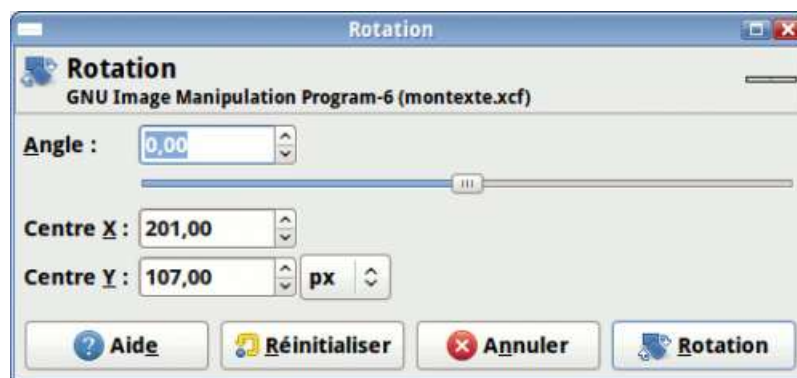 Rotation
Rotation
GNU Image Manipulation Program-6 (montexte.xcf)
Angle : 0,00
Centre X : 201,00
Centre Y : 107,00 px
Aide Réinitialiser Annuler Rotation